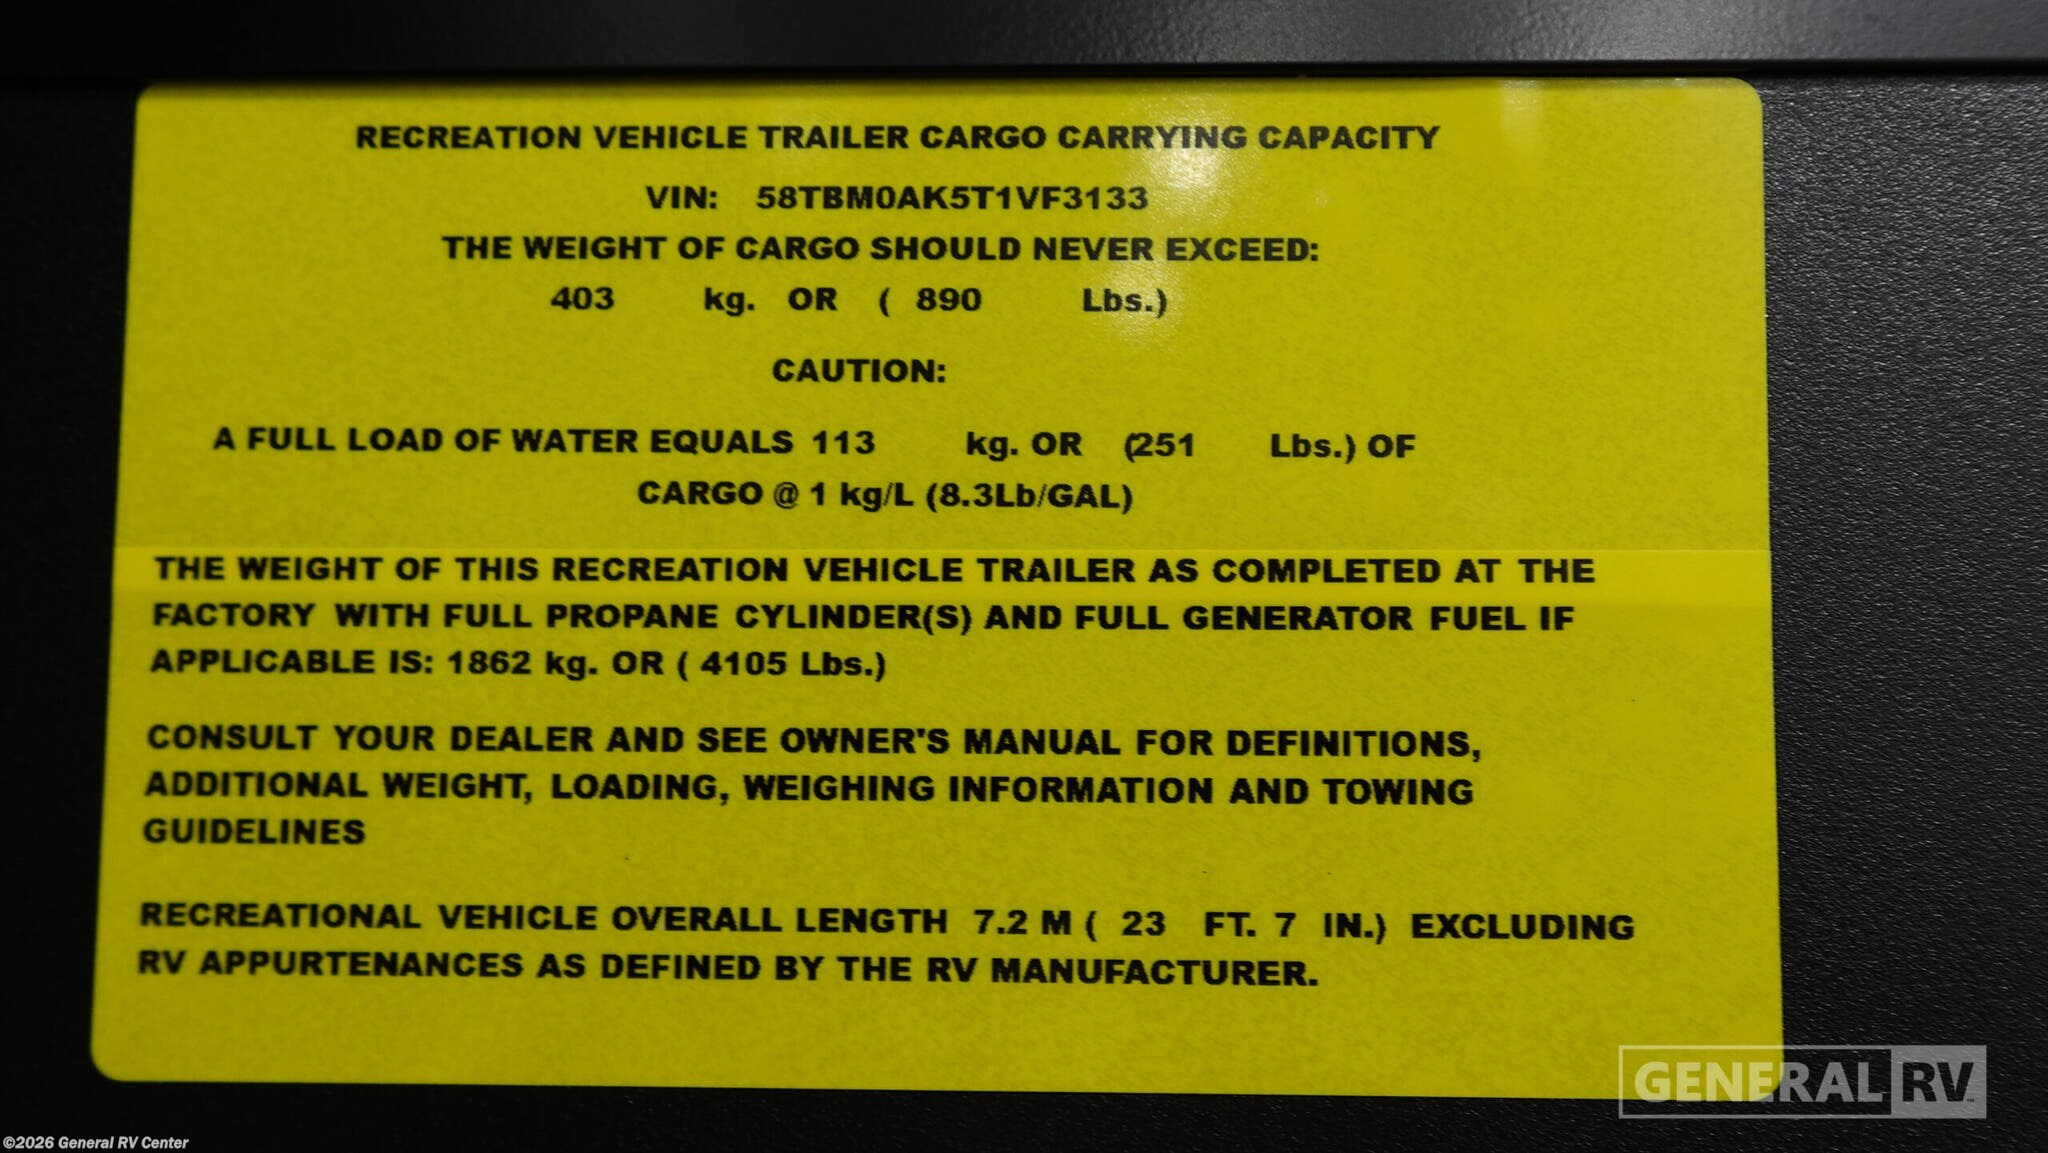 RECREATION VEHICLE TRAILER CARGO CARRYING CAPACITY
VIN: 58TBM0AK5T1VF3133
THE WEIGHT OF CARGO SHOULD NEVER EXCEED:
403 kg. OR ( 890 Lbs.)
CAUTION:
A FULL LOAD OF WATER EQUALS 113 kg. OR (251 Lbs.) OF
CARGO @ 1 kg/L (8.3Lb/GAL)
THE WEIGHT OF THIS RECREATION VEHICLE TRAILER AS COMPLETED AT THE
FACTORY WITH FULL PROPANE CYLINDER(S) AND FULL GENERATOR FUEL IF
APPLICABLE IS: 1862 kg. OR ( 4105 Lbs.)
CONSULT YOUR DEALER AND SEE OWNER'S MANUAL FOR DEFINITIONS,
ADDITIONAL WEIGHT, LOADING, WEIGHING INFORMATION AND TOWING
GUIDELINES
RECREATIONAL VEHICLE OVERALL LENGTH 7.2 M ( 23 FT. 7 IN.) EXCLUDING
RV APPURTENANCES AS DEFINED BY THE RV MANUFACTURER.
GENERAL RV
©2026 General RV Center